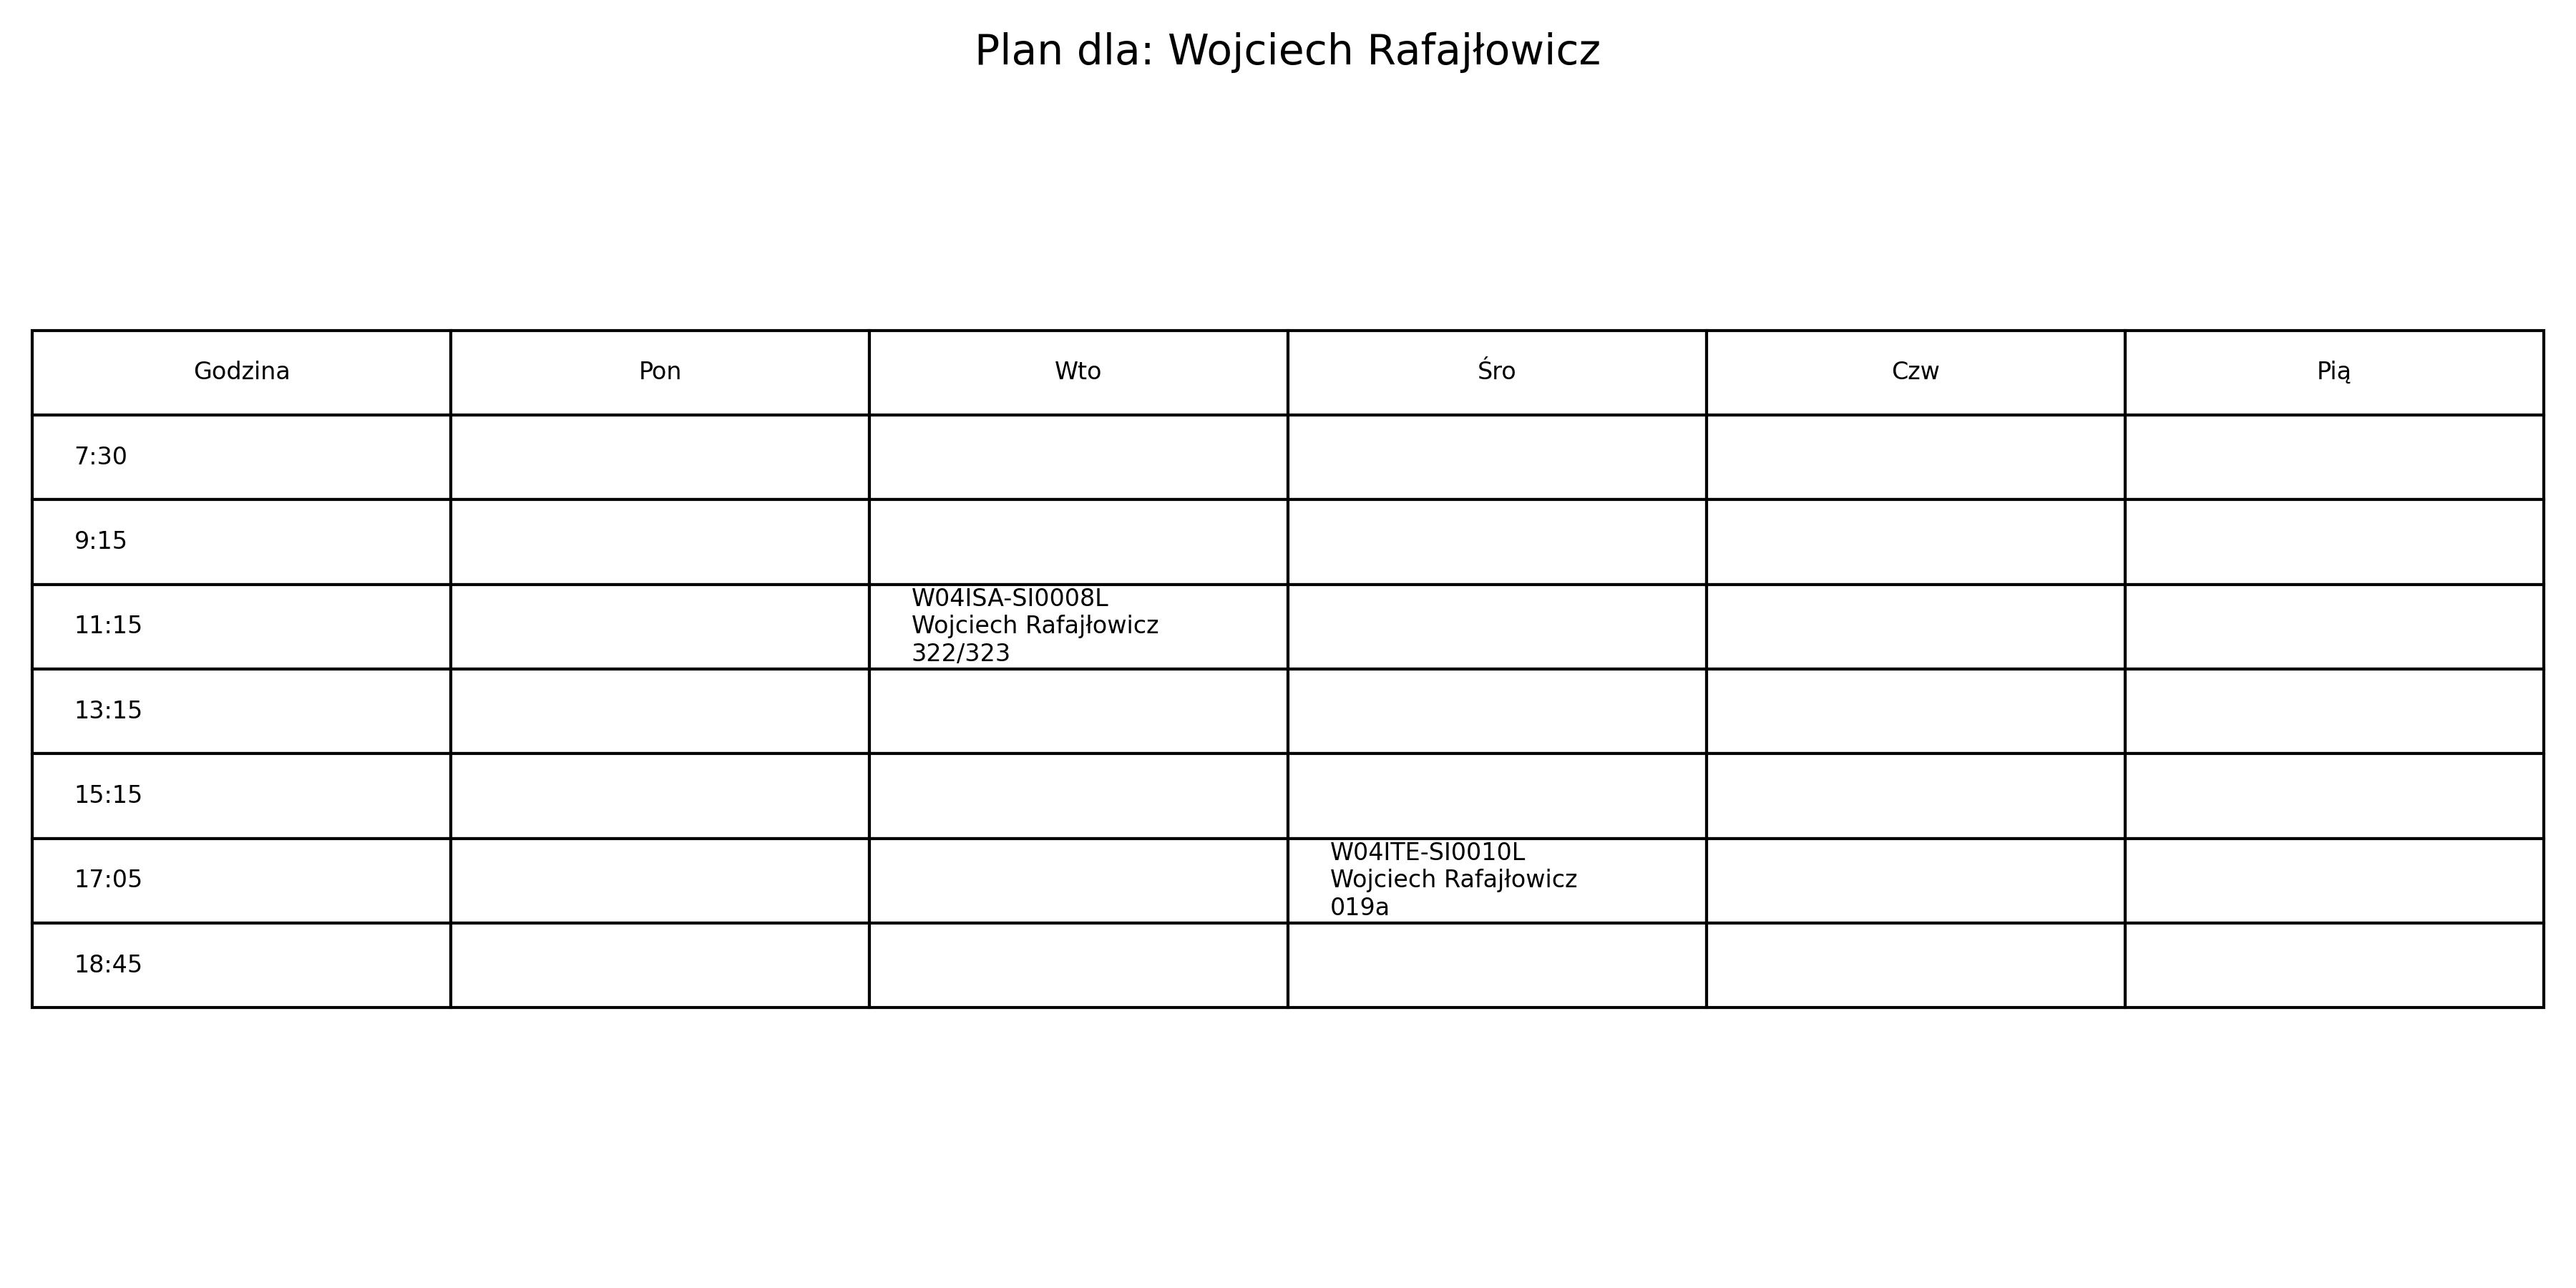 Plan dla: Wojciech Rafajłowicz
Godzina Pon Wto Śro Czw Pią
7:30
9:15
11:15
W04ISA-SI0008L
Wojciech Rafajłowicz
322/323
13:15
15:15
17:05
W04ITE-SI0010L
Wojciech Rafajłowicz
019a
18:45